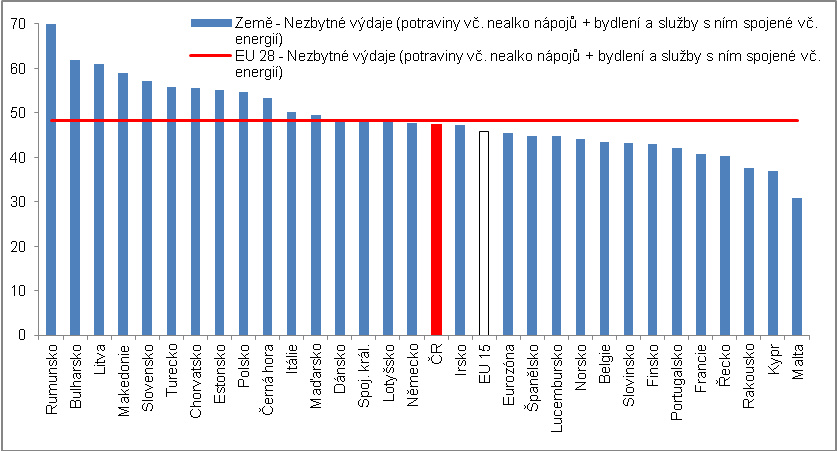 Země - Nezbytné výdaje (potraviny vč. nealko nápojů + bydlení a služby s ním spojené vč.
energií)
EU 28 - Nezbytné výdaje (potraviny vč. nealko nápojů + bydlení a služby s ním spojené vč.
energií)
70
60
50
40
30
20
10
0
Rumunsko
Bulharsko
Litva
Makedonie
Slovensko
Turecko
Chorvatsko
Estonsko
Polsko
Černá hora
Itálie
Maďarsko
Dánsko
Spoj. král.
Lotyšsko
Německo
ČR
Irsko
EU 15
Eurozóna
Španělsko
Lucembursko
Norsko
Belgie
Slovinsko
Finsko
Portugalsko
Francie
Řecko
Rakousko
Kypr
Malta